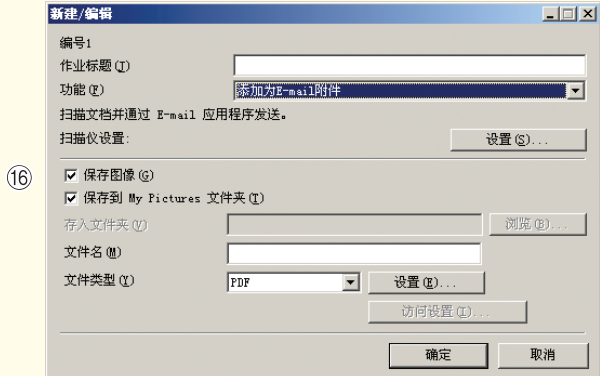 新建/编辑
编号1
作业标题(T)
功能(F) 添加为E-mail附件
扫描文档并通过 E-mail 应用程序发送。
扫描仪设置: 设置(S)...
⑯
保存图像(G)
保存到 My Pictures 文件夹(T)
存入文件夹(V) 浏览(B)...
文件名(M)
文件类型(Y) PDF 设置(E)...
访问设置(I)...
确定 取消